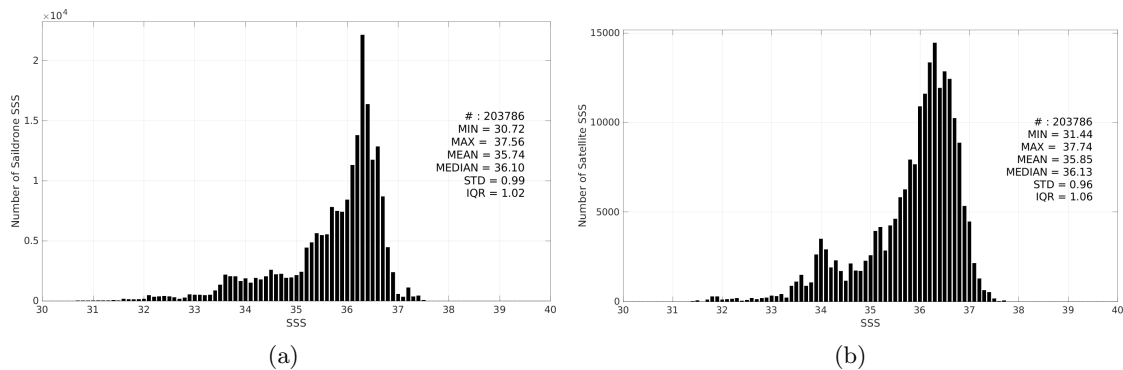 ×10⁴
2
1.5
1
0.5
0
Number of Saildrone SSS
# : 203786
MIN = 30.72
MAX = 37.56
MEAN = 35.74
MEDIAN = 36.10
STD = 0.99
IQR = 1.02
30 31 32 33 34 35 36 37 38 39 40
SSS
(a)
15000
10000
5000
0
Number of Satellite SSS
# : 203786
MIN = 31.44
MAX = 37.74
MEAN = 35.85
MEDIAN = 36.13
STD = 0.96
IQR = 1.06
30 31 32 33 34 35 36 37 38 39 40
SSS
(b)